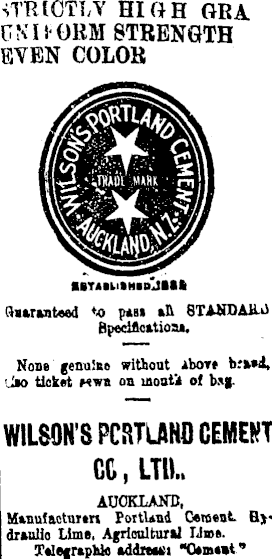 STRICTLY HIGH GRA
UNIFORM STRENGTH
EVEN COLOR
WILSON'S PORTLAND CEMENT
TRADE MARK
AUCKLAND, N.Z.
ESTABLISHED
Guaranteed to pass all STANDARD
Specifications.
None genuine without above brand,
also ticket sewn on mouth of bag.
WILSON'S PORTLAND CEMENT
CO., LTD.,
AUCKLAND,
Manufacturers Portland Cement. Hy-
draulic Lime, Agricultural Lime.
Telegraphic address: "Cement"